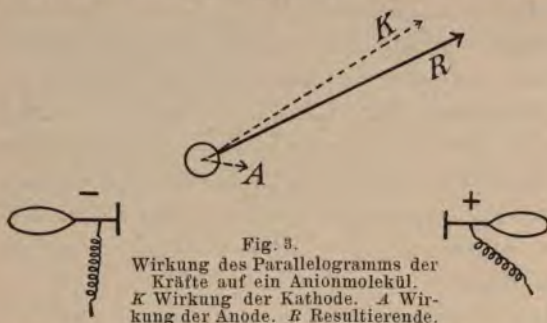 K
R
A
-
+
Fig. 3.
Wirkung des Parallelogramms der
Kräfte auf ein Anionmolekül.
K Wirkung der Kathode. A Wir-
kung der Anode. R Resultierende.